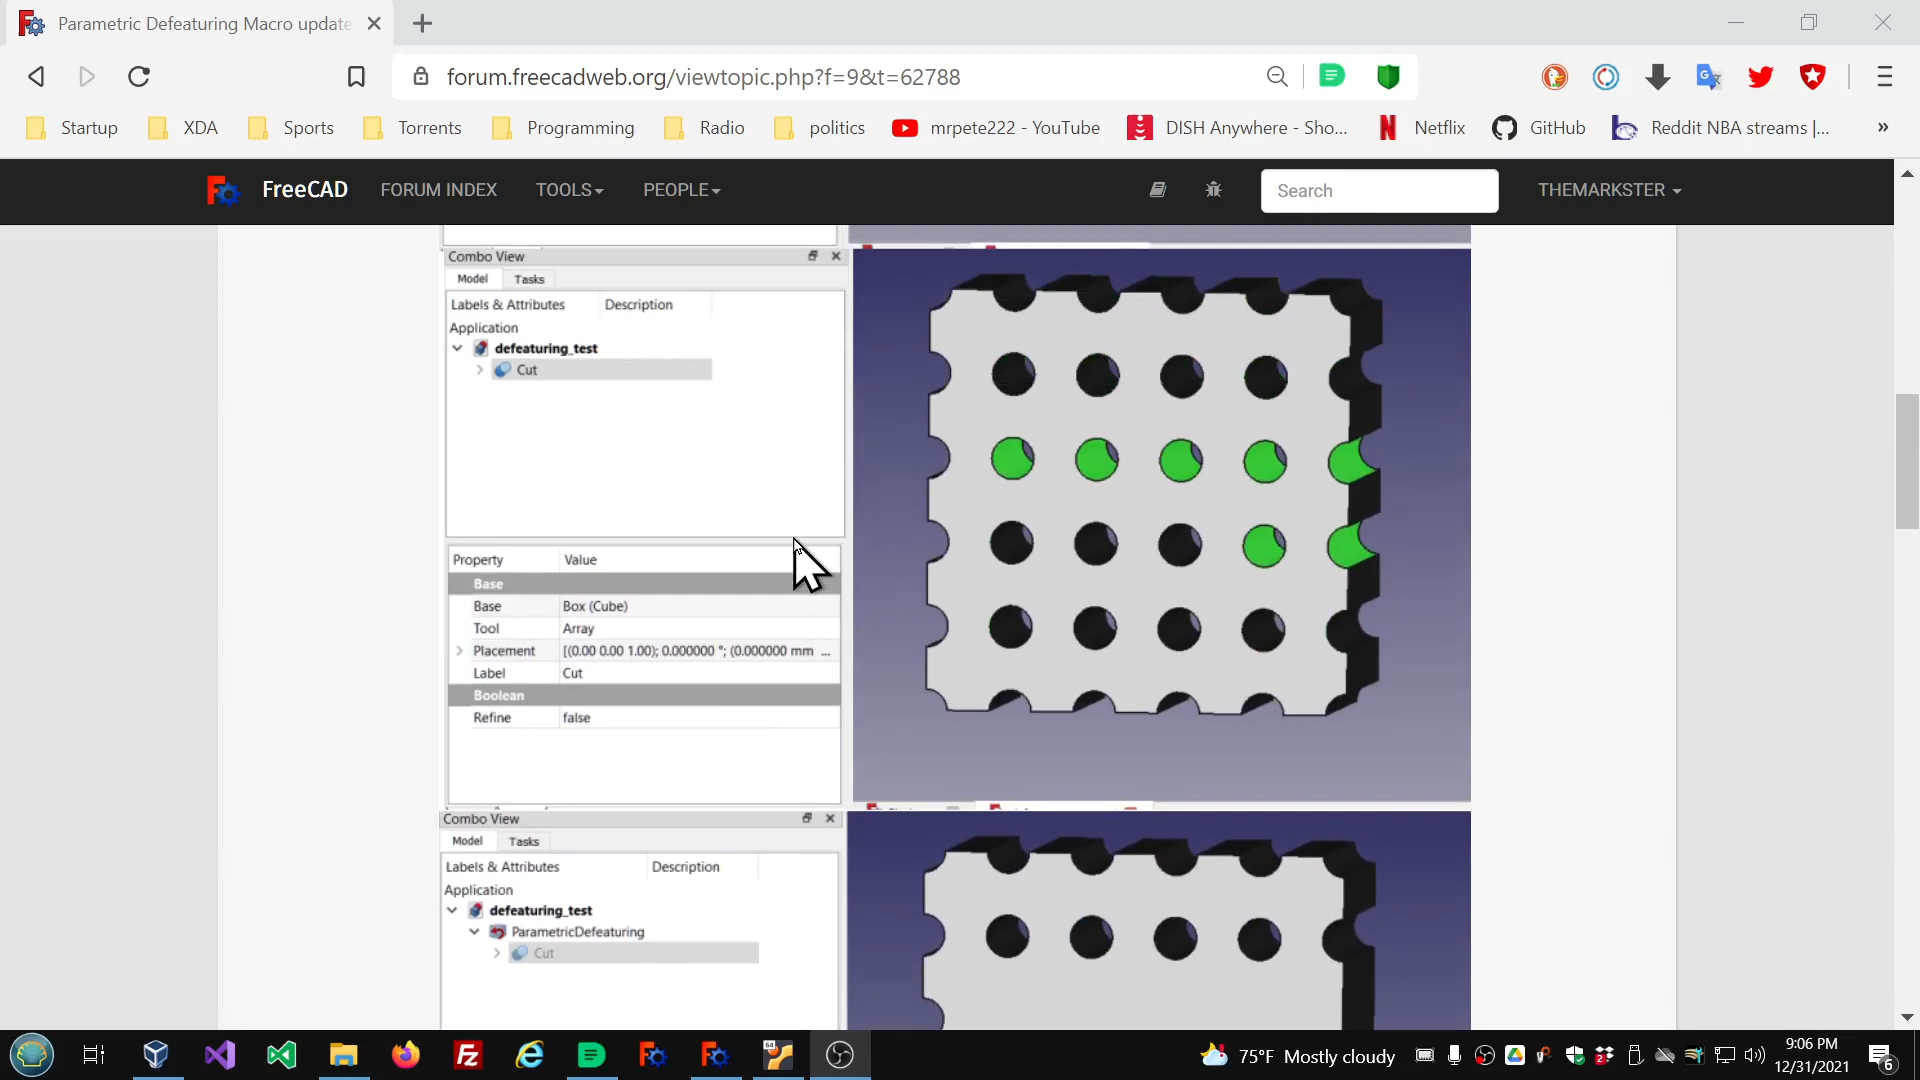 Parametric Defeaturing Macro update
forum.freecadweb.org/viewtopic.php?f=9&t=62788
Startup XDA Sports Torrents Programming Radio politics mrpete222 - YouTube DISH Anywhere - Sho... Netflix GitHub Reddit NBA streams |... »
FreeCAD FORUM INDEX TOOLS PEOPLE Search THEMARKSTER
Combo View
Model Tasks
Labels & Attributes Description
Application
defeaturing_test
Cut
Property Value
Base
Base Box (Cube)
Tool Array
Placement [(0.00 0.00 1.00); 0.000000 °; (0.000000 mm ...
Label Cut
Boolean
Refine false
Combo View
Model Tasks
Labels & Attributes Description
Application
defeaturing_test
ParametricDefeaturing
Cut
75°F Mostly cloudy
9:06 PM
12/31/2021
6